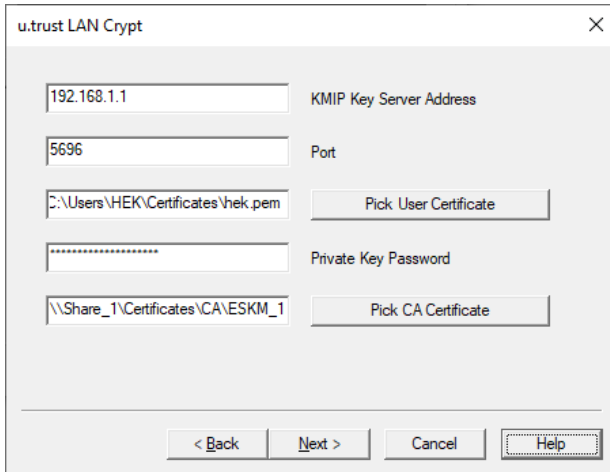 u.trust LAN Crypt
192.168.1.1
KMIP Key Server Address
5696
Port
C:\Users\HEK\Certificates\hek.pem
Pick User Certificate
********************
Private Key Password
\\Share_1\Certificates\CA\ESKM_1
Pick CA Certificate
< Back
Next >
Cancel
Help